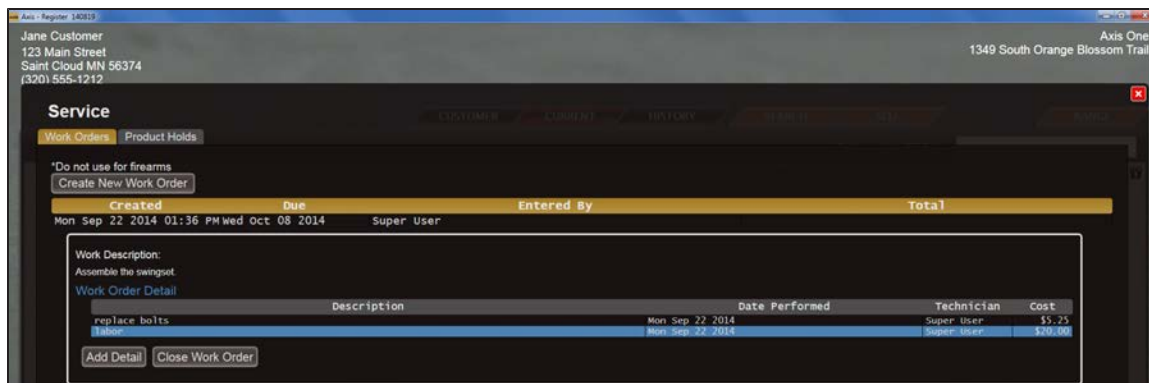 Axis - Register 140819
Jane Customer
123 Main Street
Saint Cloud MN 56374
(320) 555-1212
Axis One
1349 South Orange Blossom Trail
Service
CUSTOMER
CURRENT
HISTORY
SEARCH
RANGE
Work Orders
Product Holds
*Do not use for firearms
Create New Work Order
Created Due Entered By Total
Mon Sep 22 2014 01:36 PM Wed Oct 08 2014 Super User
Work Description:
Assemble the swingset.
Work Order Detail
Description Date Performed Technician Cost
replace bolts Mon Sep 22 2014 Super User $5.25
labor Mon Sep 22 2014 Super User $20.00
Add Detail
Close Work Order